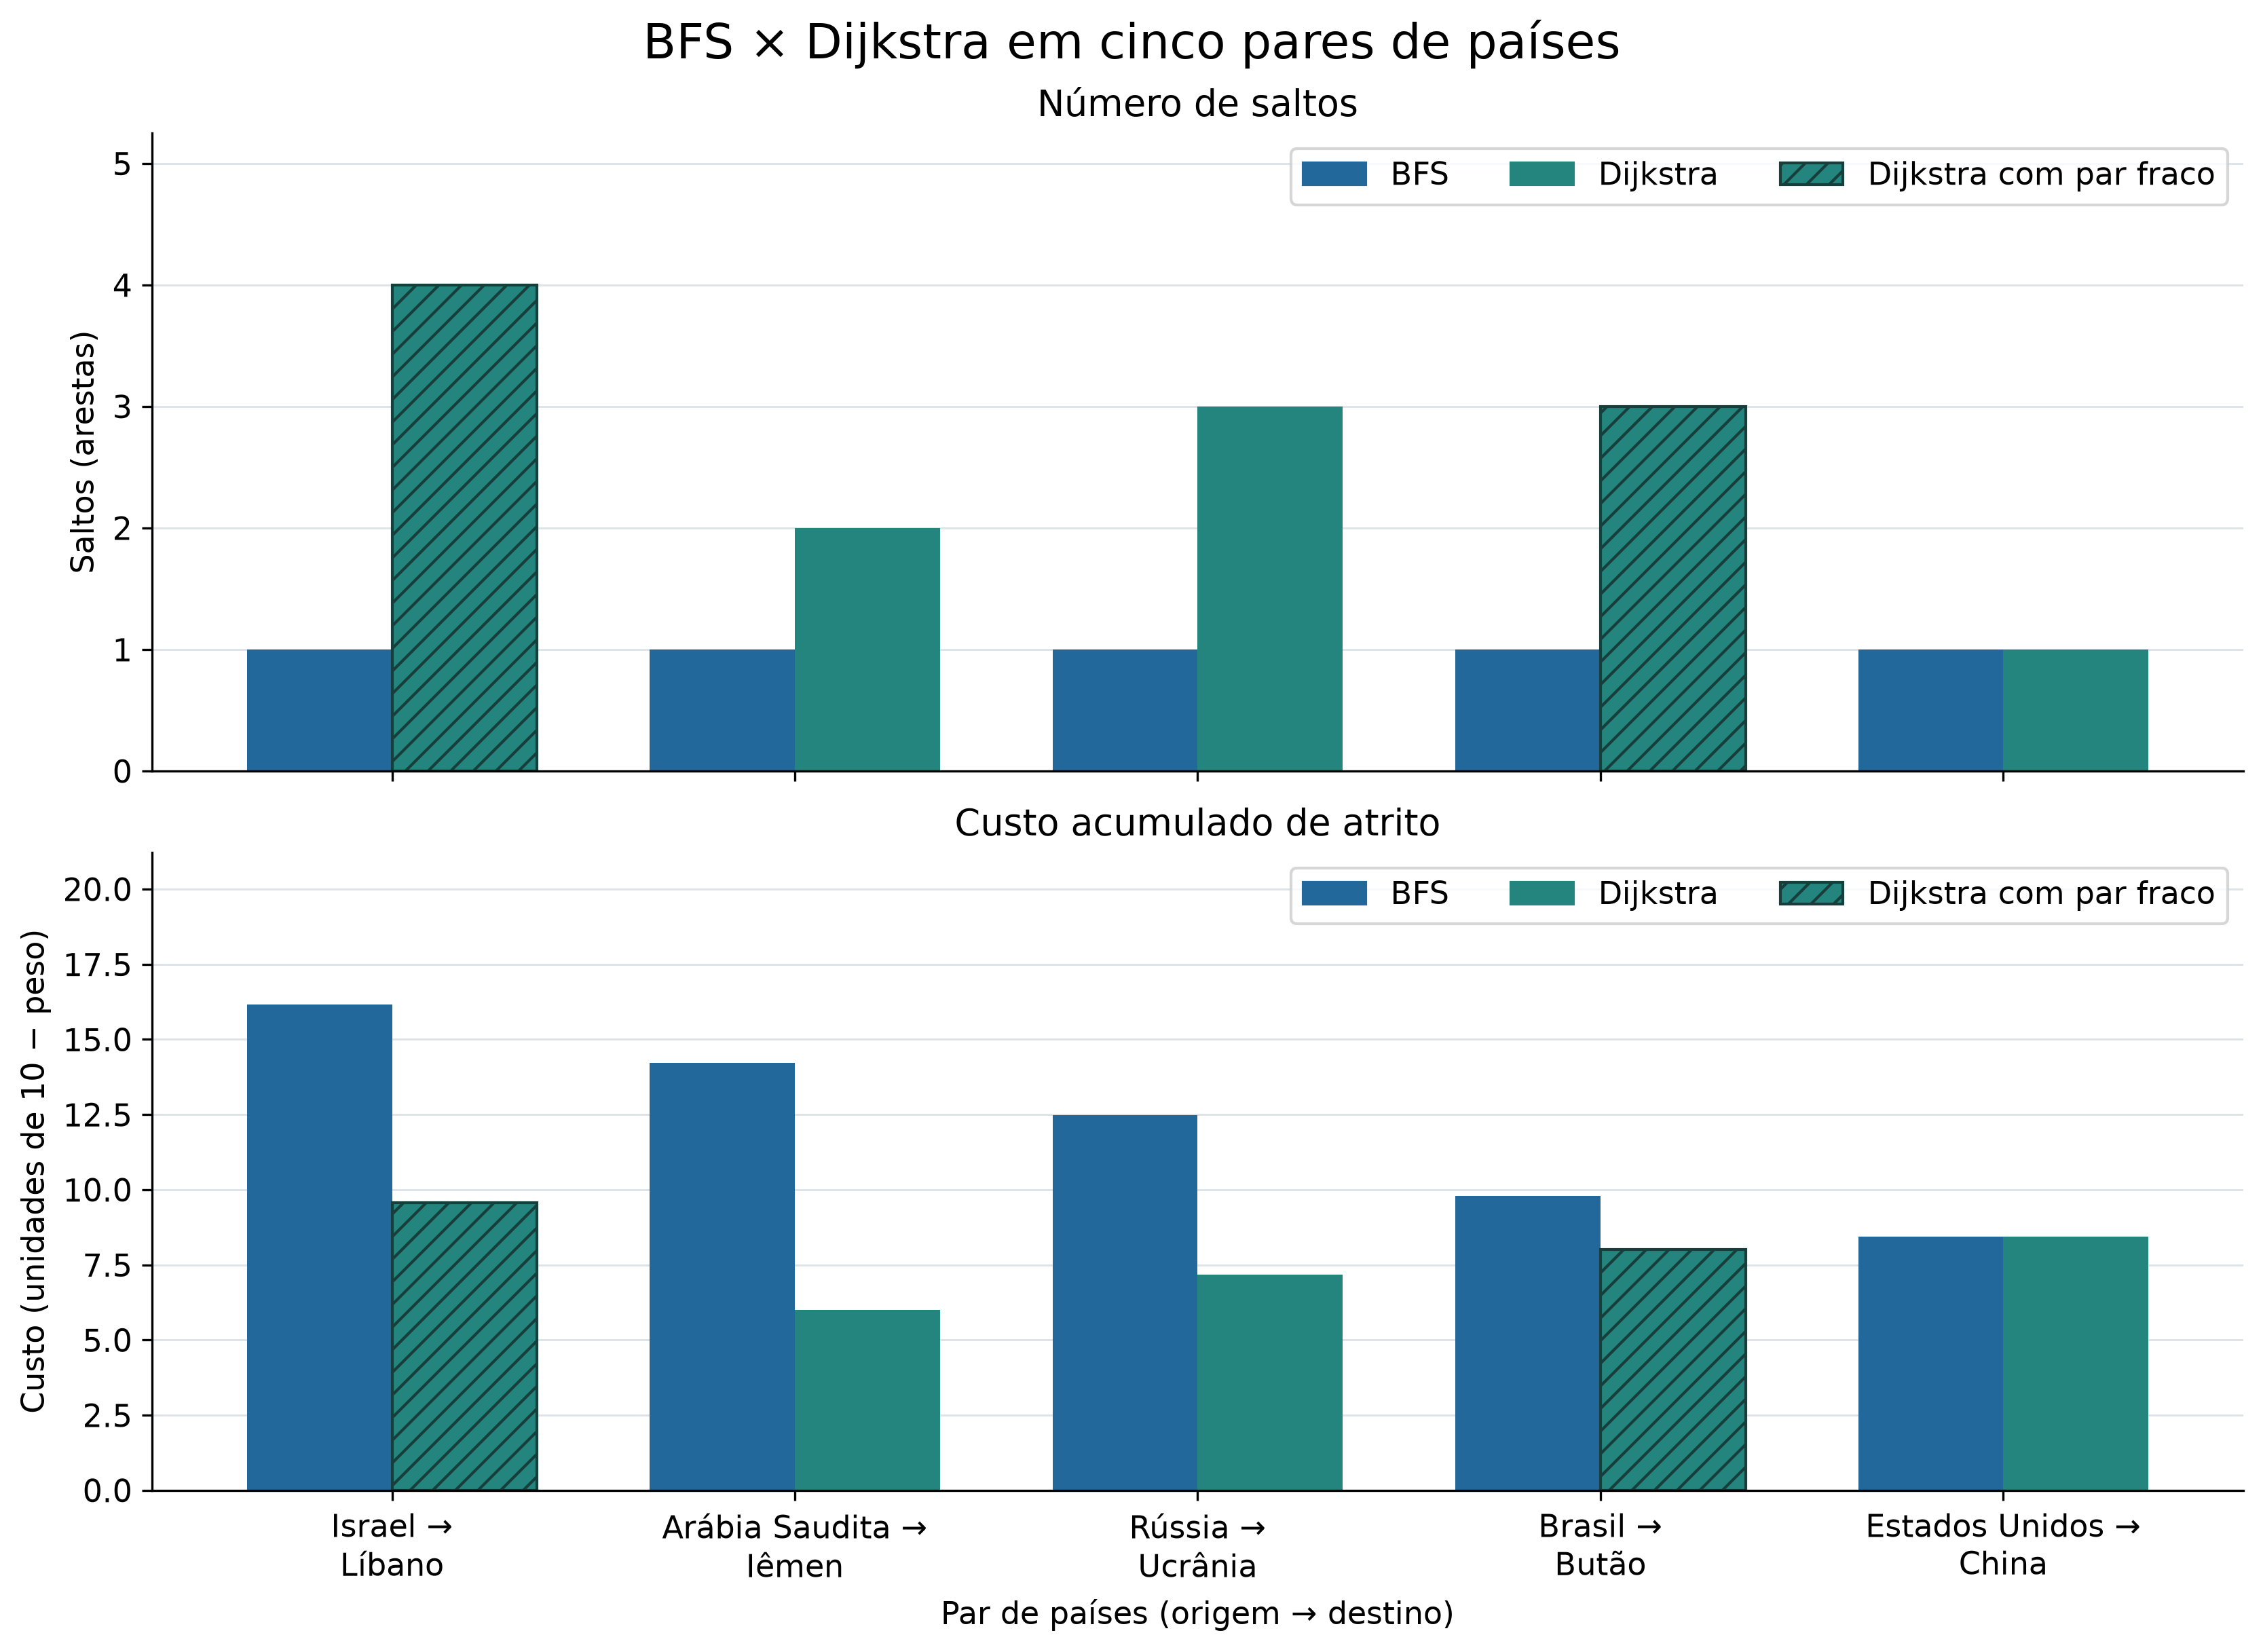 BFS × Dijkstra em cinco pares de países
Número de saltos
BFS Dijkstra Dijkstra com par fraco
Saltos (arestas)
5
4
3
2
1
0
Custo acumulado de atrito
BFS Dijkstra Dijkstra com par fraco
Custo (unidades de 10 − peso)
20.0
17.5
15.0
12.5
10.0
7.5
5.0
2.5
0.0
Israel →
Líbano
Arábia Saudita →
Iêmen
Rússia →
Ucrânia
Brasil →
Butão
Estados Unidos →
China
Par de países (origem → destino)